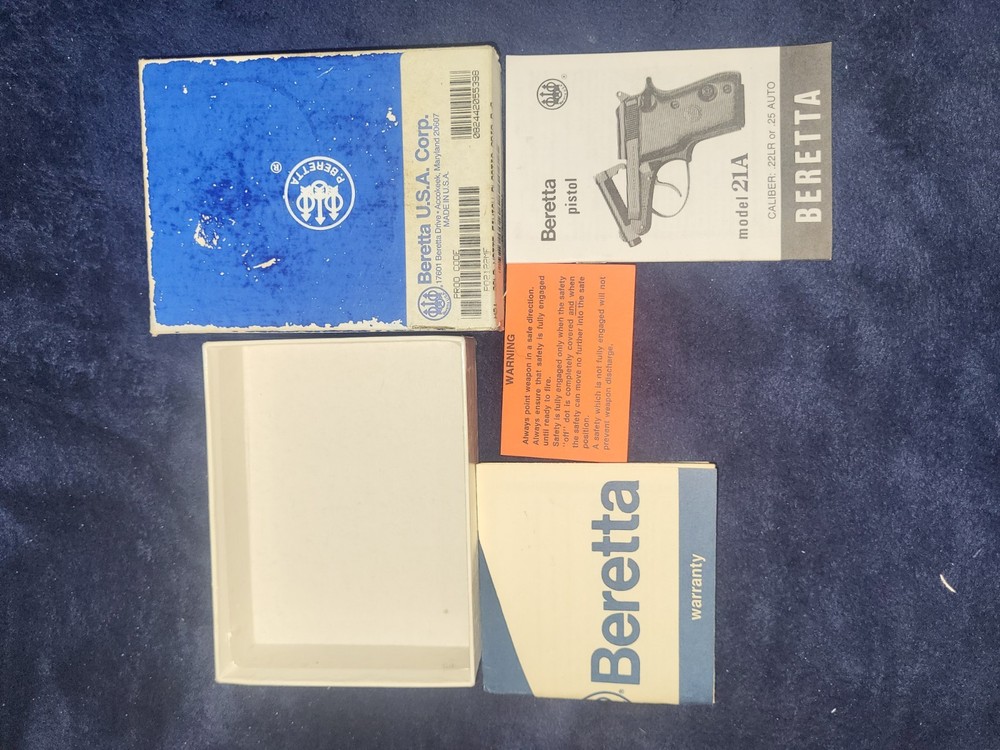 P. BERETTA
®
Beretta U.S.A. Corp.
17601 Beretta Drive • Accokeek, Maryland 20607
MADE IN U.S.A.
082442055398
PROD CODE
®
Beretta
pistol
model 21A
CALIBER: .22LR or .25 AUTO
BERETTA
WARNING
Always point weapon in a safe direction.
Always ensure that safety is fully engaged
until ready to fire.
Safety is fully engaged only when the safety
"off" dot is completely covered and when
the safety can move no further into the safe
position.
A safety which is not fully engaged will not
prevent weapon discharge.
®
Beretta
warranty